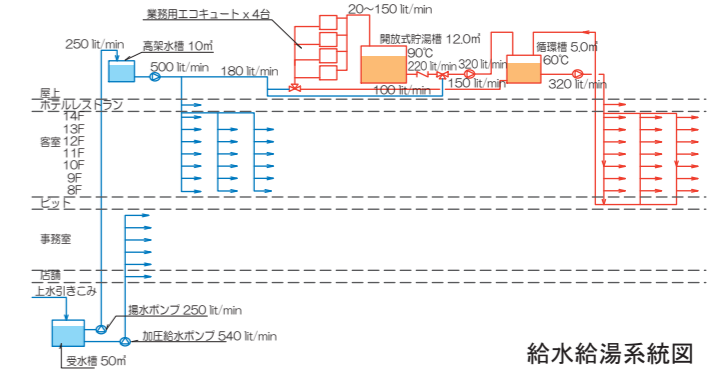 業務用エコキュート x 4台
20~150 lit/min
250 lit/min
高架水槽 10㎥
開放式貯湯槽 12.0㎥
循環槽 5.0㎥
90℃
60℃
500 lit/min
180 lit/min
220 lit/min
320 lit/min
100 lit/min
150 lit/min
320 lit/min
屋上
ホテルレストラン
14F
13F
客室 12F
11F
10F
9F
8F
ピット
事務室
店舗
上水引きこみ
揚水ポンプ 250 lit/min
加圧給水ポンプ 540 lit/min
受水槽 50㎥
給水給湯系統図